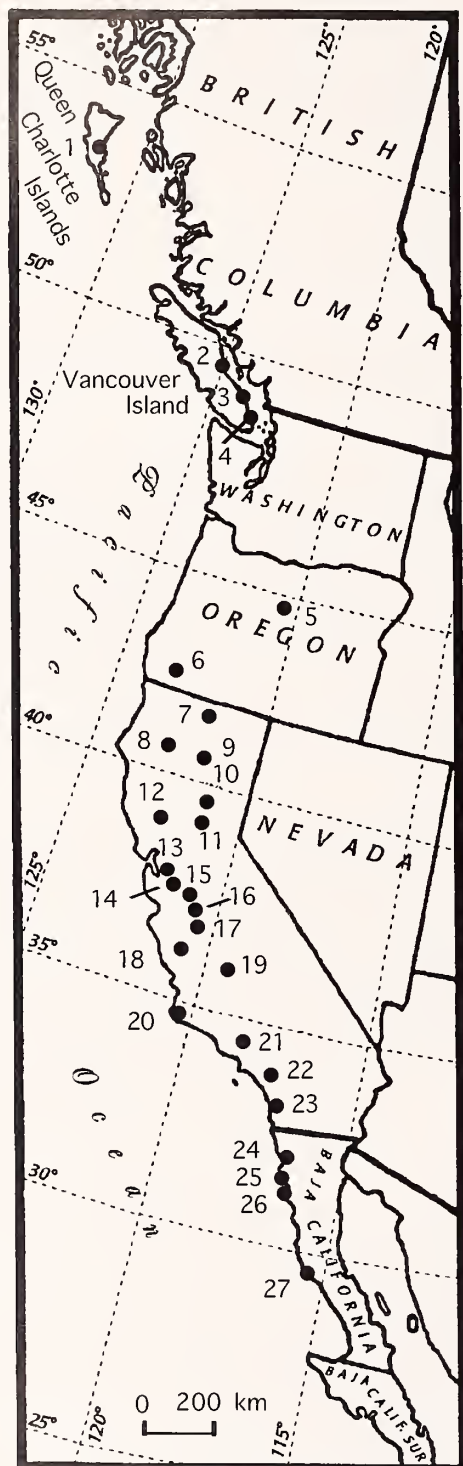 55°
125°
120°
Queen
Charlotte
Islands
1
BRITISH
COLUMBIA
50°
2
Vancouver
Island
3
4
130°
WASHINGTON
45°
Pacific
OREGON
5
6
40°
7
8
9
10
12
11
NEVADA
13
15
14
16
17
125°
35°
18
19
20
21
22
23
Ocean
24
25
26
BAJA CALIFORNIA
30°
27
BAJA CALIF. SUR
0 200 km
25°
120°
115°